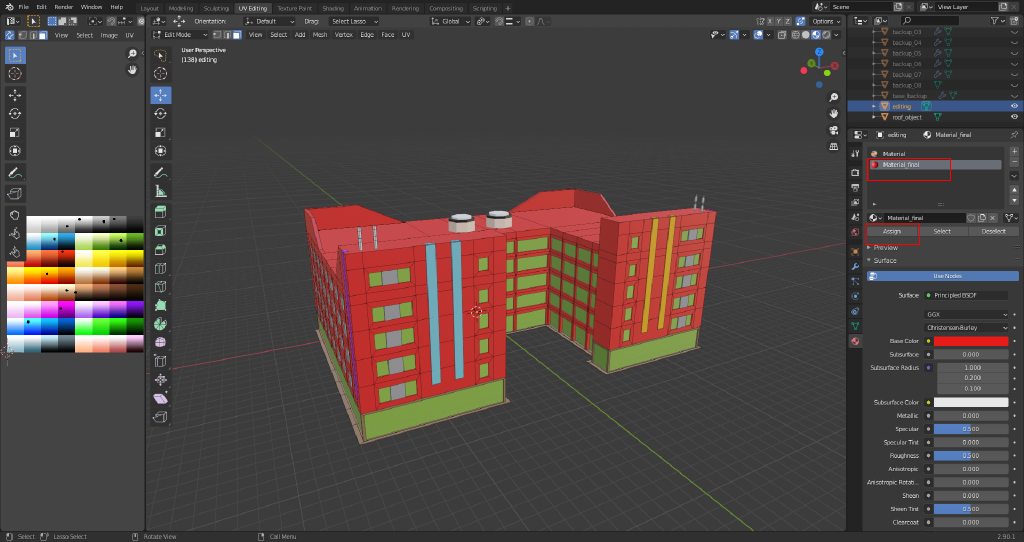 File Edit Render Window Help
Layout Modeling Sculpting UV Editing Texture Paint Shading Animation Rendering Compositing Scripting +
Scene
View Layer
Orientation: Default Drag: Select Lasso
Global
Options
View Select Image UV
Edit Mode
View Select Add Mesh Vertex Edge Face UV
User Perspective
(138) editing
backup_03
backup_04
backup_05
backup_06
backup_07
backup_08
base_backup
editing
roof_object
editing Material_final
Material
Material_final
Material_final
Assign Select Deselect
Preview
Surface
Use Nodes
Surface Principled BSDF
GGX
Christensen-Burley
Base Color
Subsurface 0.000
Subsurface Radius 1.000
0.200
0.100
Subsurface Color
Metallic 0.000
Specular 0.500
Specular Tint 0.000
Roughness 0.500
Anisotropic 0.000
Anisotropic Rotati... 0.000
Sheen 0.000
Sheen Tint 0.500
Clearcoat 0.000
Select Lasso Select Rotate View Call Menu 2.90.1